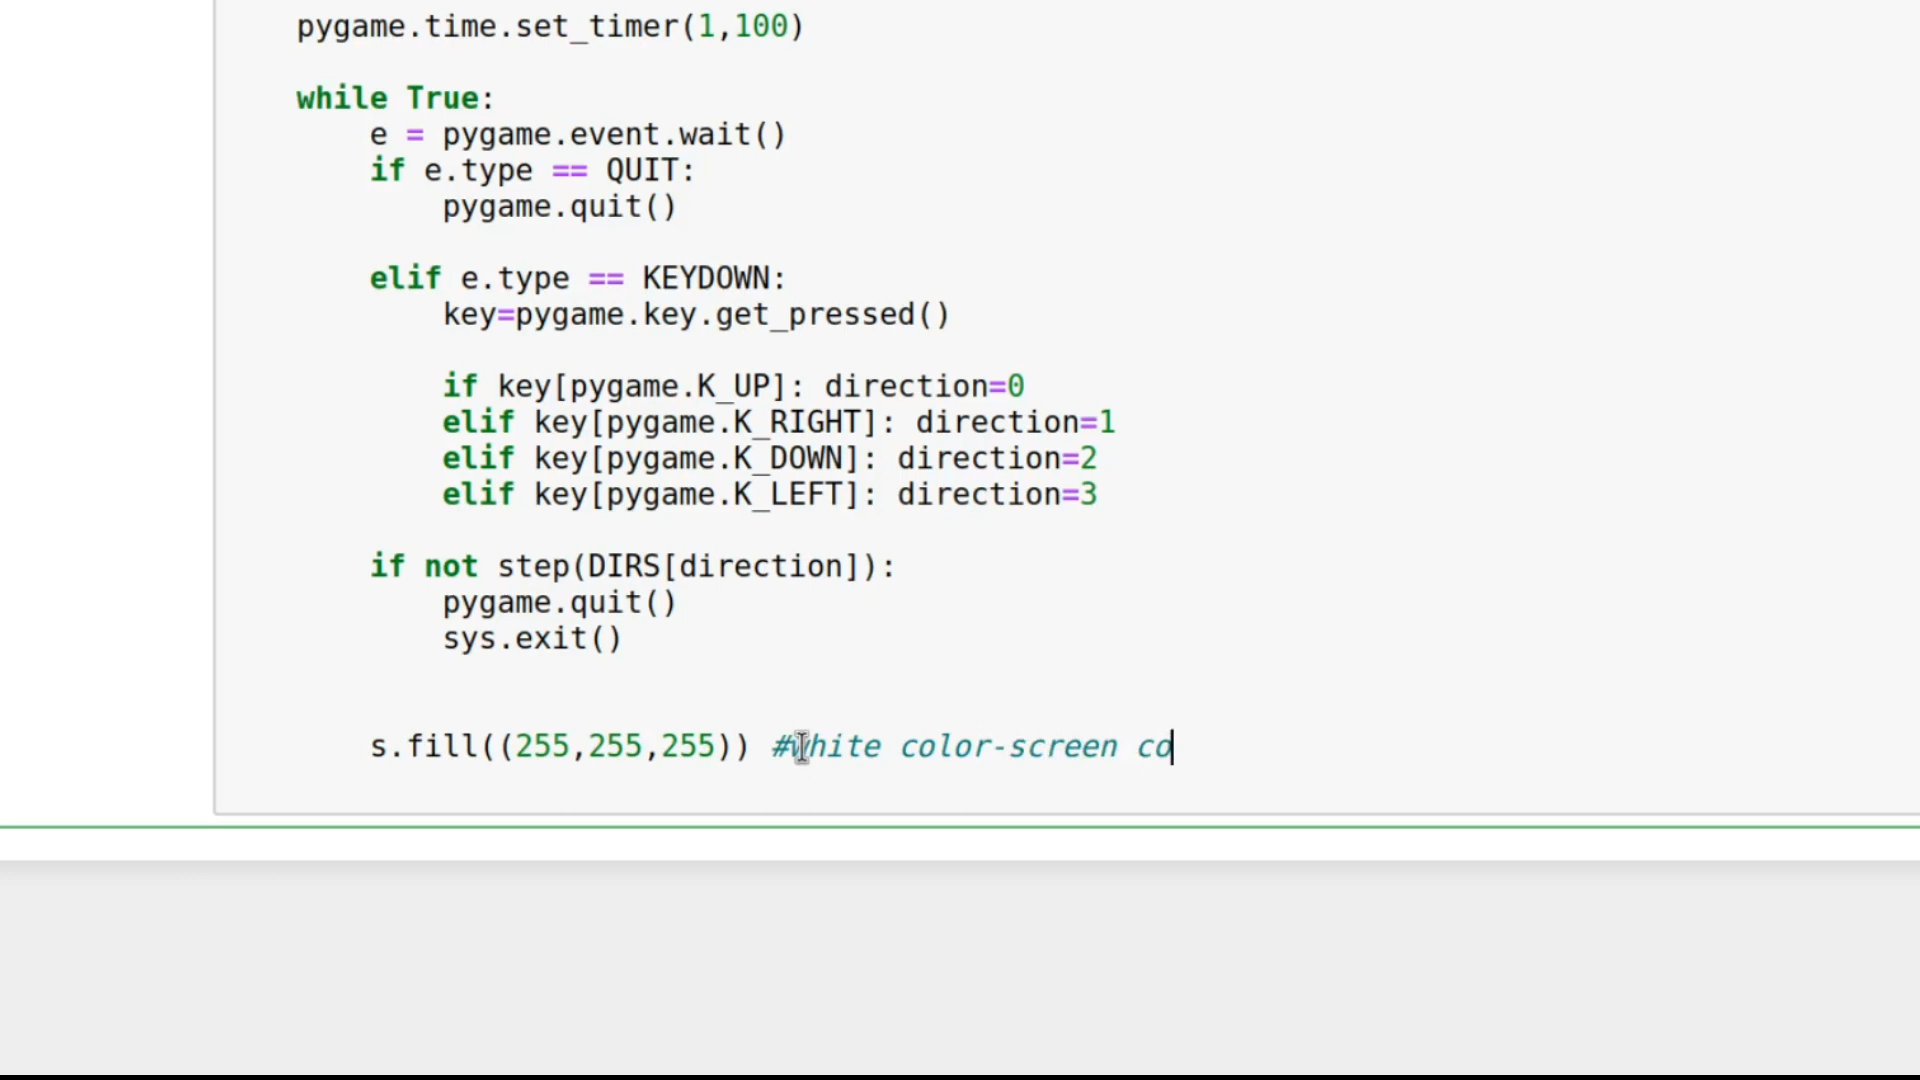 pygame.time.set_timer(1,100)
while True:
e = pygame.event.wait()
if e.type == QUIT:
pygame.quit()
elif e.type == KEYDOWN:
key=pygame.key.get_pressed()
if key[pygame.K_UP]: direction=0
elif key[pygame.K_RIGHT]: direction=1
elif key[pygame.K_DOWN]: direction=2
elif key[pygame.K_LEFT]: direction=3
if not step(DIRS[direction]):
pygame.quit()
sys.exit()
s.fill((255,255,255)) #white color-screen co